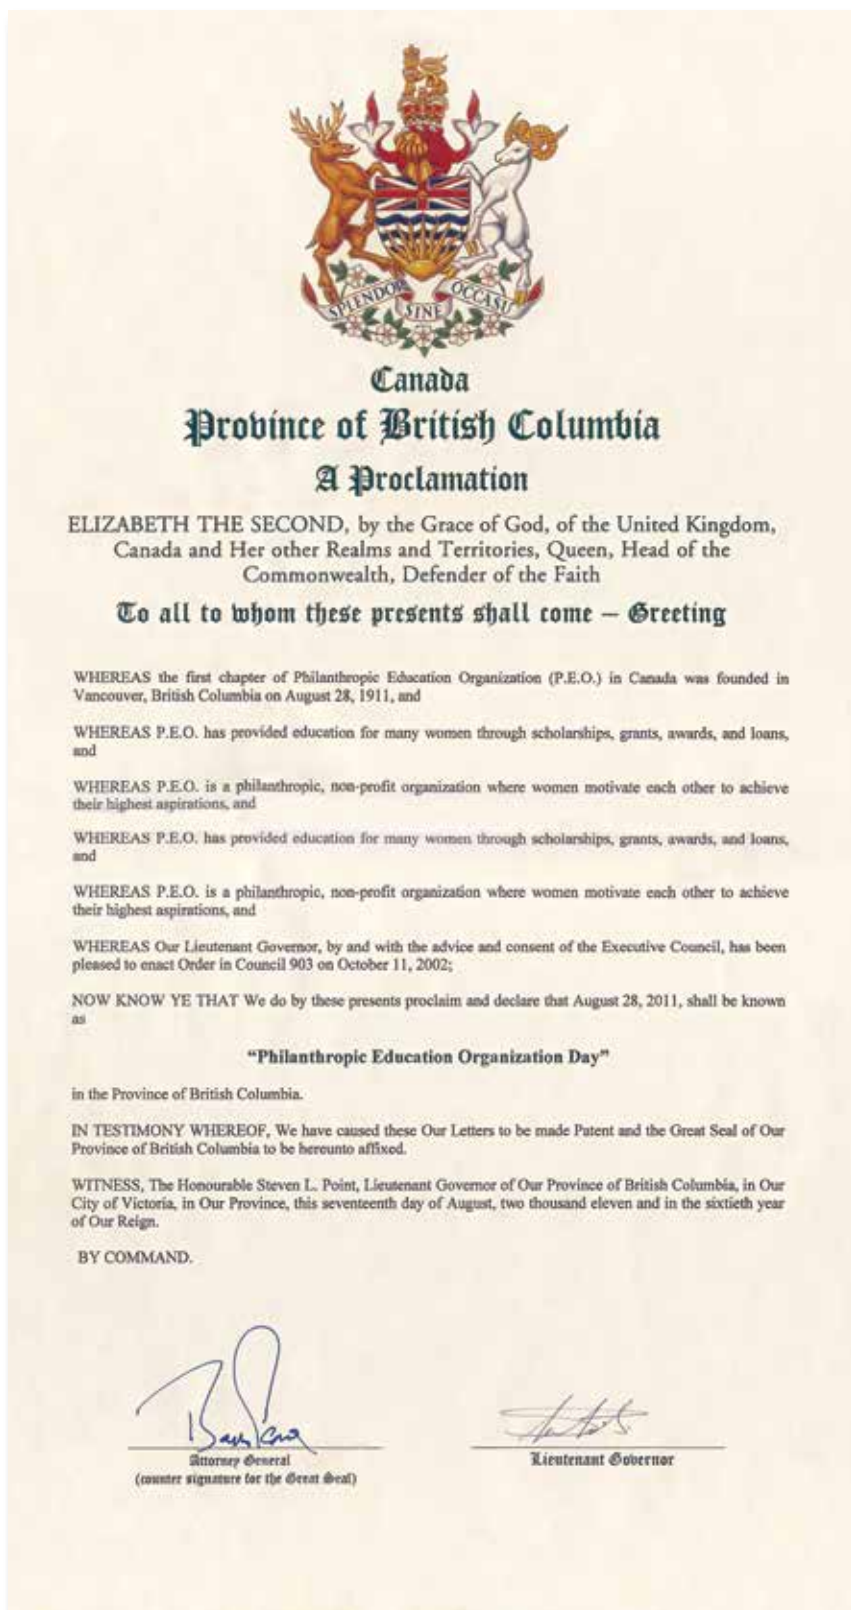 SPLENDOR SINE OCCASU
Canada
Province of British Columbia
A Proclamation
ELIZABETH THE SECOND, by the Grace of God, of the United Kingdom,
Canada and Her other Realms and Territories, Queen, Head of the
Commonwealth, Defender of the Faith
To all to whom these presents shall come – Greeting
WHEREAS the first chapter of Philanthropic Education Organization (P.E.O.) in Canada was founded in
Vancouver, British Columbia on August 28, 1911, and
WHEREAS P.E.O. has provided education for many women through scholarships, grants, awards, and loans,
and
WHEREAS P.E.O. is a philanthropic, non-profit organization where women motivate each other to achieve
their highest aspirations, and
WHEREAS P.E.O. has provided education for many women through scholarships, grants, awards, and loans,
and
WHEREAS P.E.O. is a philanthropic, non-profit organization where women motivate each other to achieve
their highest aspirations, and
WHEREAS Our Lieutenant Governor, by and with the advice and consent of the Executive Council, has been
pleased to enact Order in Council 903 on October 11, 2002;
NOW KNOW YE THAT We do by these presents proclaim and declare that August 28, 2011, shall be known
as
“Philanthropic Education Organization Day”
in the Province of British Columbia.
IN TESTIMONY WHEREOF, We have caused these Our Letters to be made Patent and the Great Seal of Our
Province of British Columbia to be hereunto affixed.
WITNESS, The Honourable Steven L. Point, Lieutenant Governor of Our Province of British Columbia, in Our
City of Victoria, in Our Province, this seventeenth day of August, two thousand eleven and in the sixtieth year
of Our Reign.
BY COMMAND.
Attorney General
(counter signature for the Great Seal)
Lieutenant Governor